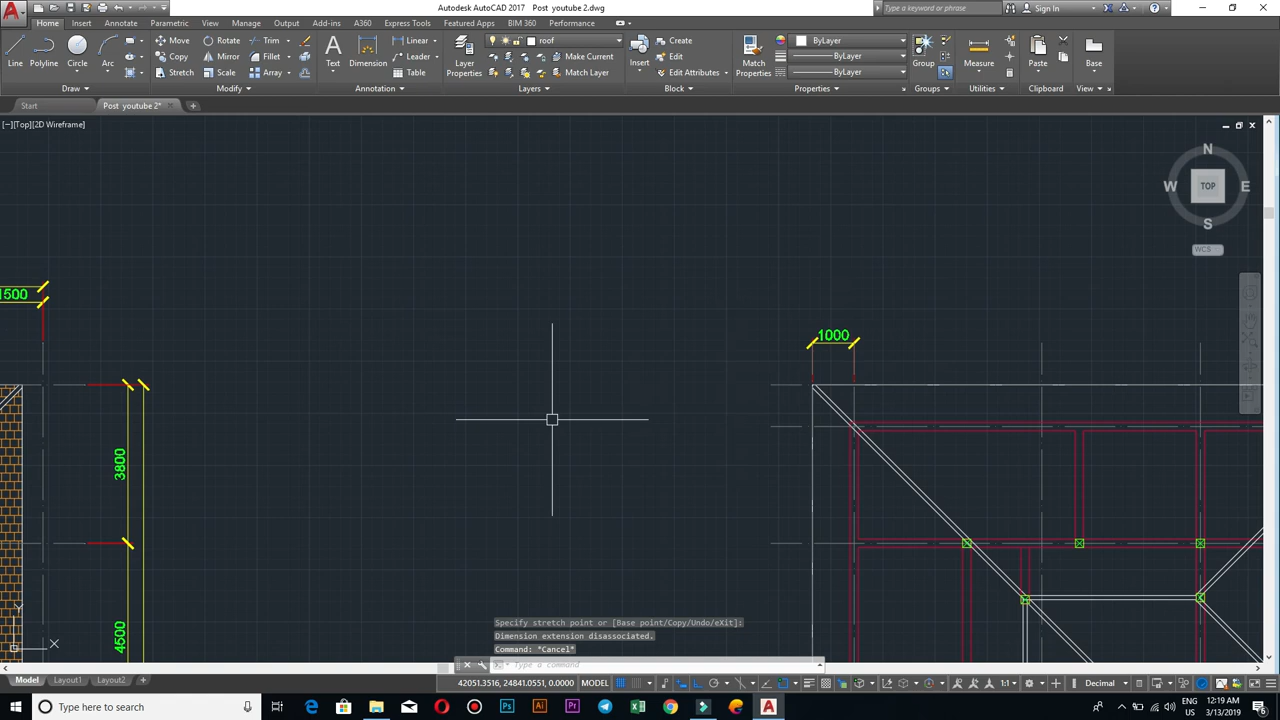 Autodesk AutoCAD 2017 Post youtube 2.dwg
Type a keyword or phrase
Sign In
Home Insert Annotate Parametric View Manage Output Add-ins A360 Express Tools Featured Apps BIM 360 Performance
Line Polyline Circle Arc
Move Rotate Trim
Copy Mirror Fillet
Stretch Scale Array
Text Dimension
Linear
Leader
Table
Layer Properties
roof
Make Current
Match Layer
Insert
Create
Edit
Edit Attributes
Match Properties
ByLayer
ByLayer
ByLayer
Group
Measure
Paste
Base
Draw Modify Annotation Layers Block Properties Groups Utilities Clipboard View
Start Post youtube 2*
[−][Top][2D Wireframe]
N
W TOP E
S
WCS
1500
1000
3800
4500
Y
X
Specify stretch point or [Base point/Copy/Undo/eXit]:
Dimension extension disassociated.
Command: *Cancel*
Type a command
Model Layout1 Layout2
42051.3516, 24841.0551, 0.0000 MODEL
1:1
Decimal
Type here to search
Ps Ai Pr
12:19 AM
US
3/13/2019
6